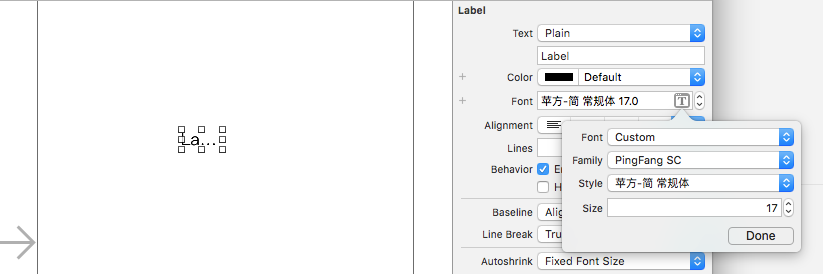 Label
Text Plain
Label
Color Default
Font 苹方-简 常规体 17.0 T
Alignment
Font Custom
Lines
Family PingFang SC
Behavior
Style 苹方-简 常规体
Baseline
Size 17
Line Break
Done
Autoshrink Fixed Font Size
La...